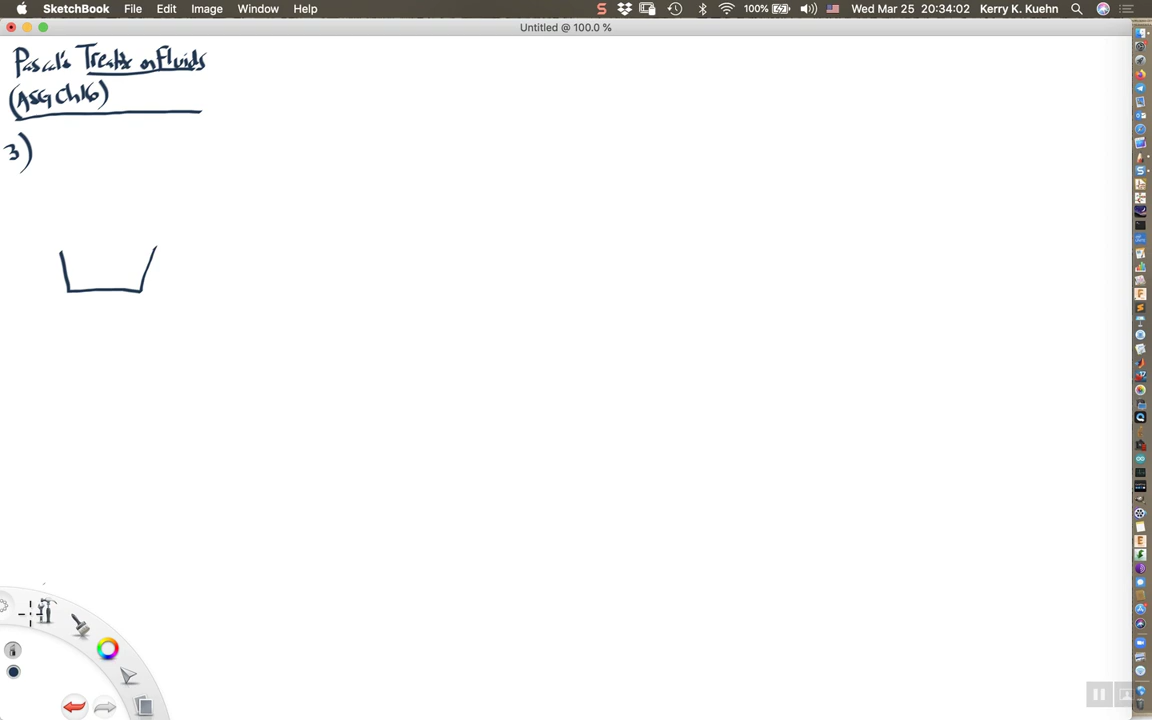 SketchBook File Edit Image Window Help 100% Wed Mar 25 20:34:02 Kerry K. Kuehn
Untitled @ 100.0 %
Pascal's Treatise on Fluids
(ASG Ch 16)
3)